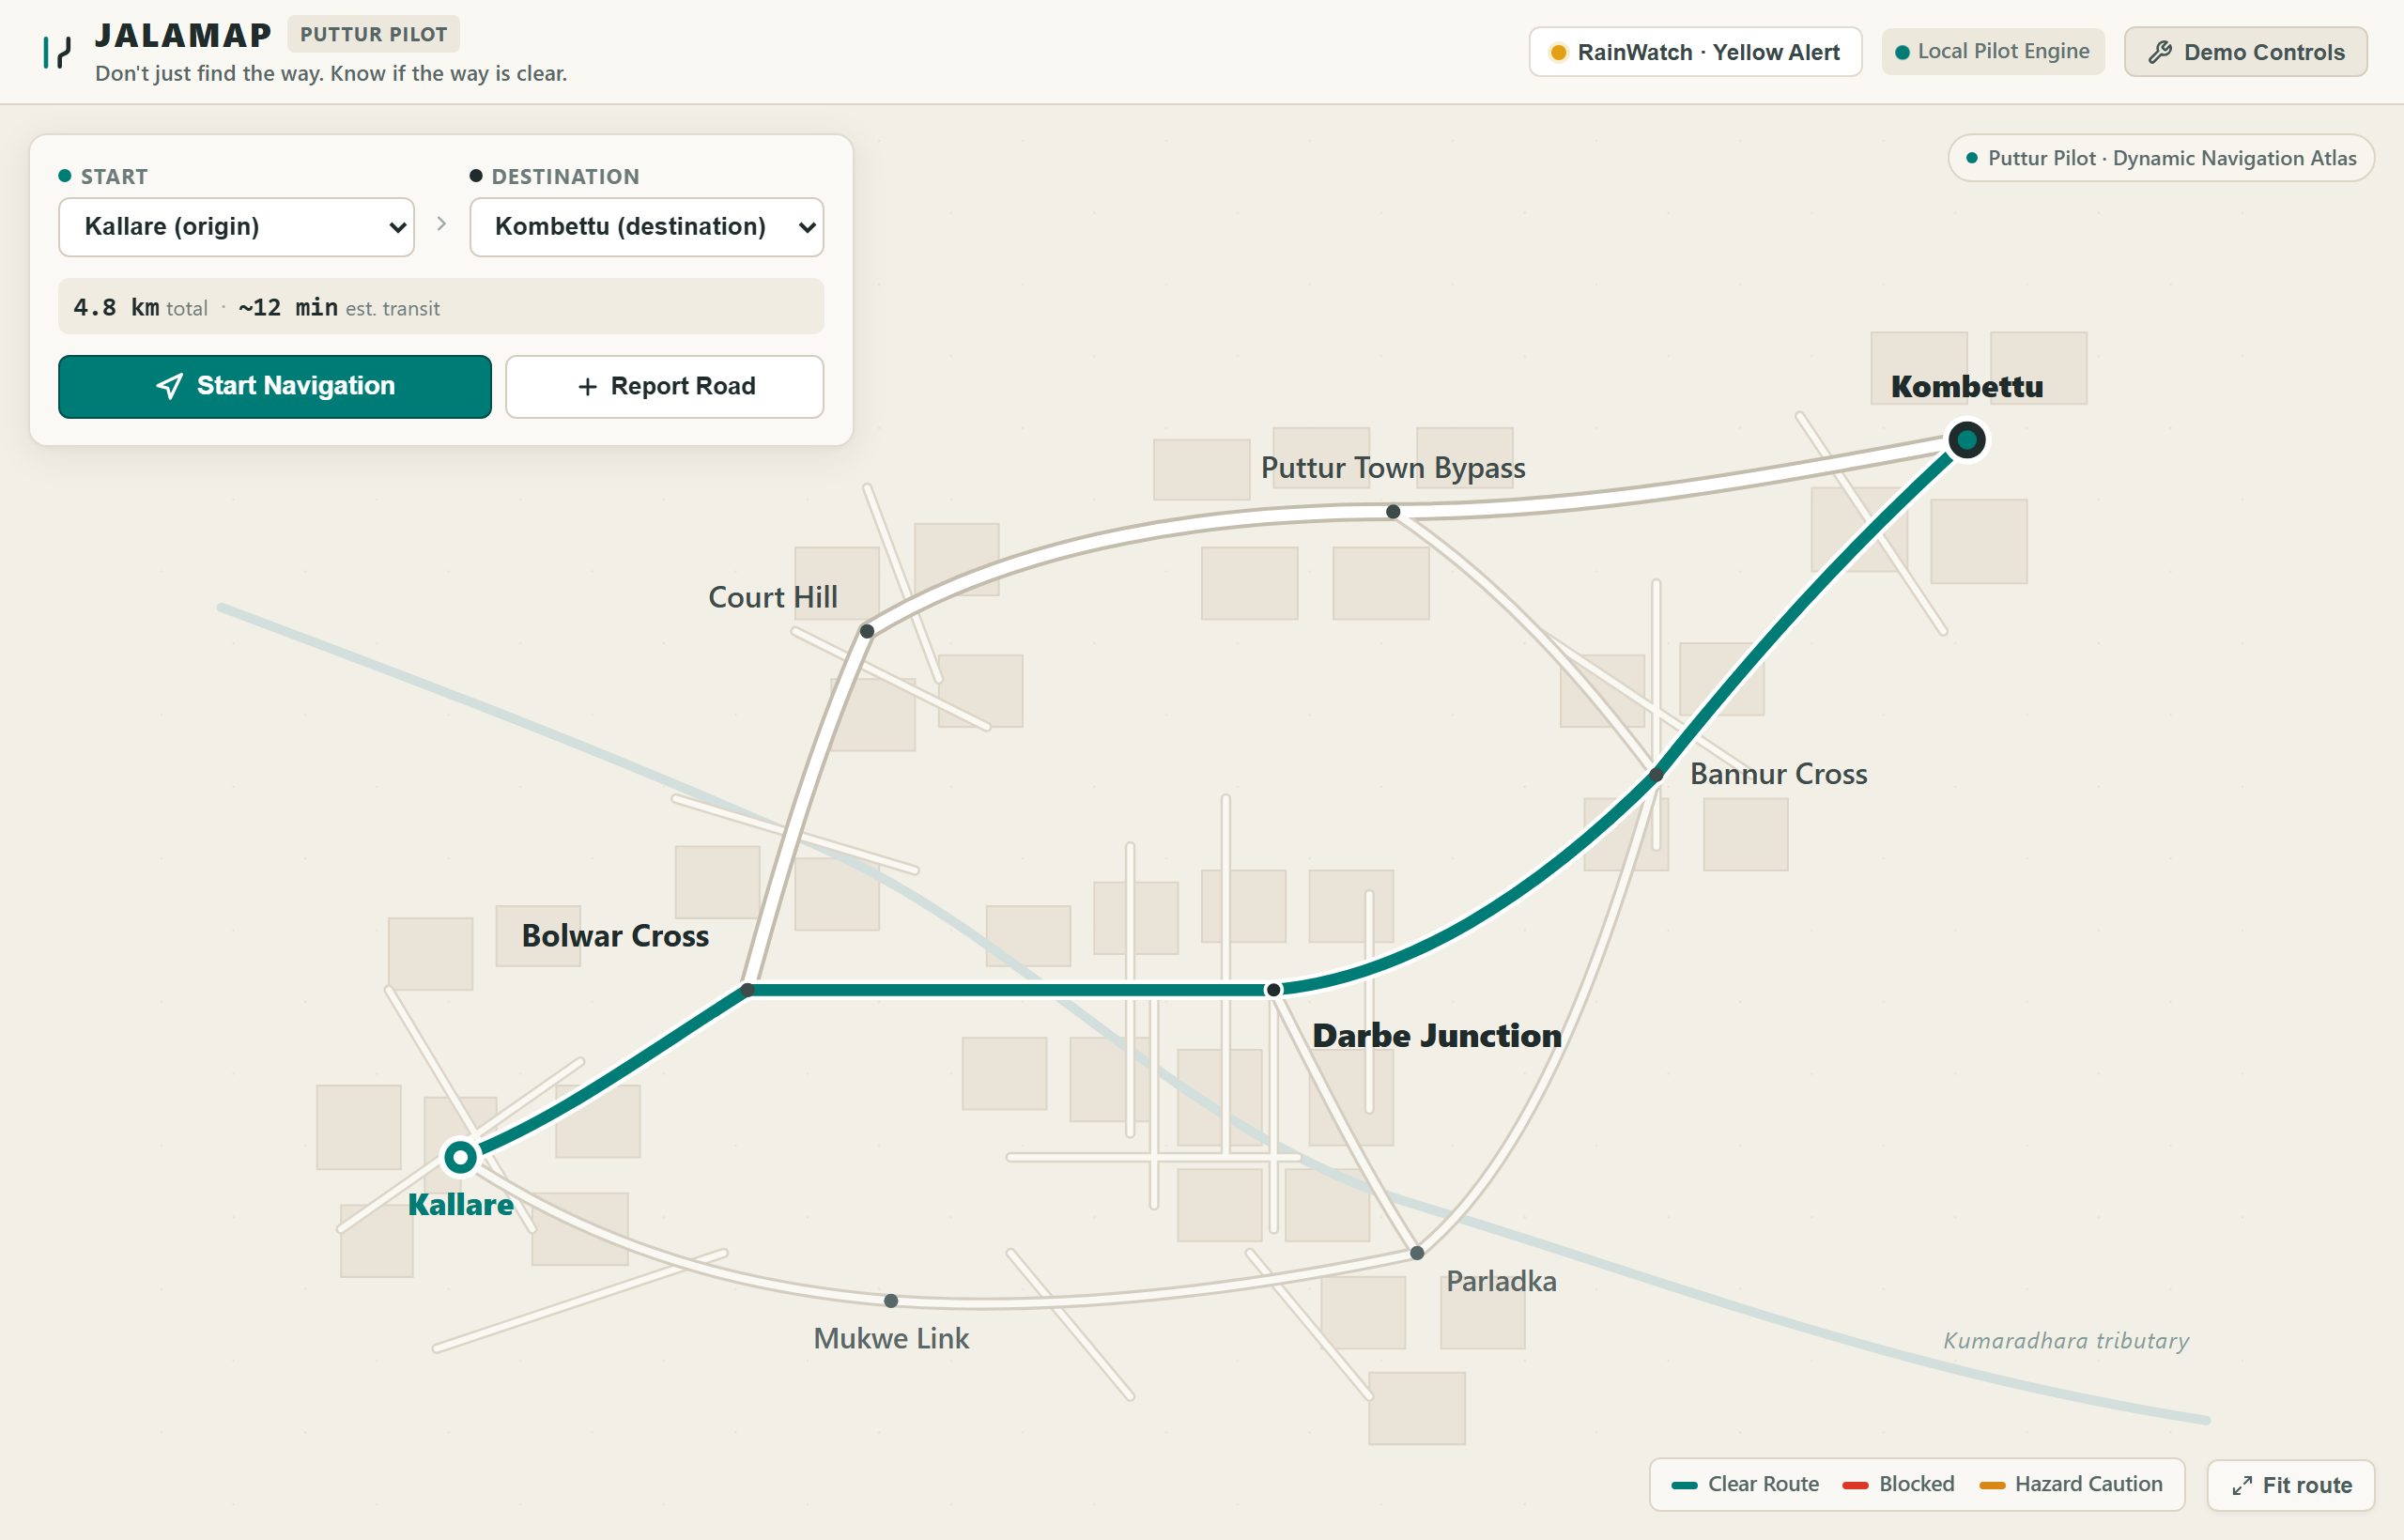 JALAMAP PUTTUR PILOT
Don't just find the way. Know if the way is clear.
RainWatch · Yellow Alert
Local Pilot Engine
Demo Controls
START
DESTINATION
Kallare (origin)
Kombettu (destination)
4.8 km total · ~12 min est. transit
Start Navigation
+ Report Road
Puttur Pilot · Dynamic Navigation Atlas
Kombettu
Puttur Town Bypass
Court Hill
Bannur Cross
Bolwar Cross
Darbe Junction
Kallare
Parladka
Mukwe Link
Kumaradhara tributary
Clear Route
Blocked
Hazard Caution
Fit route